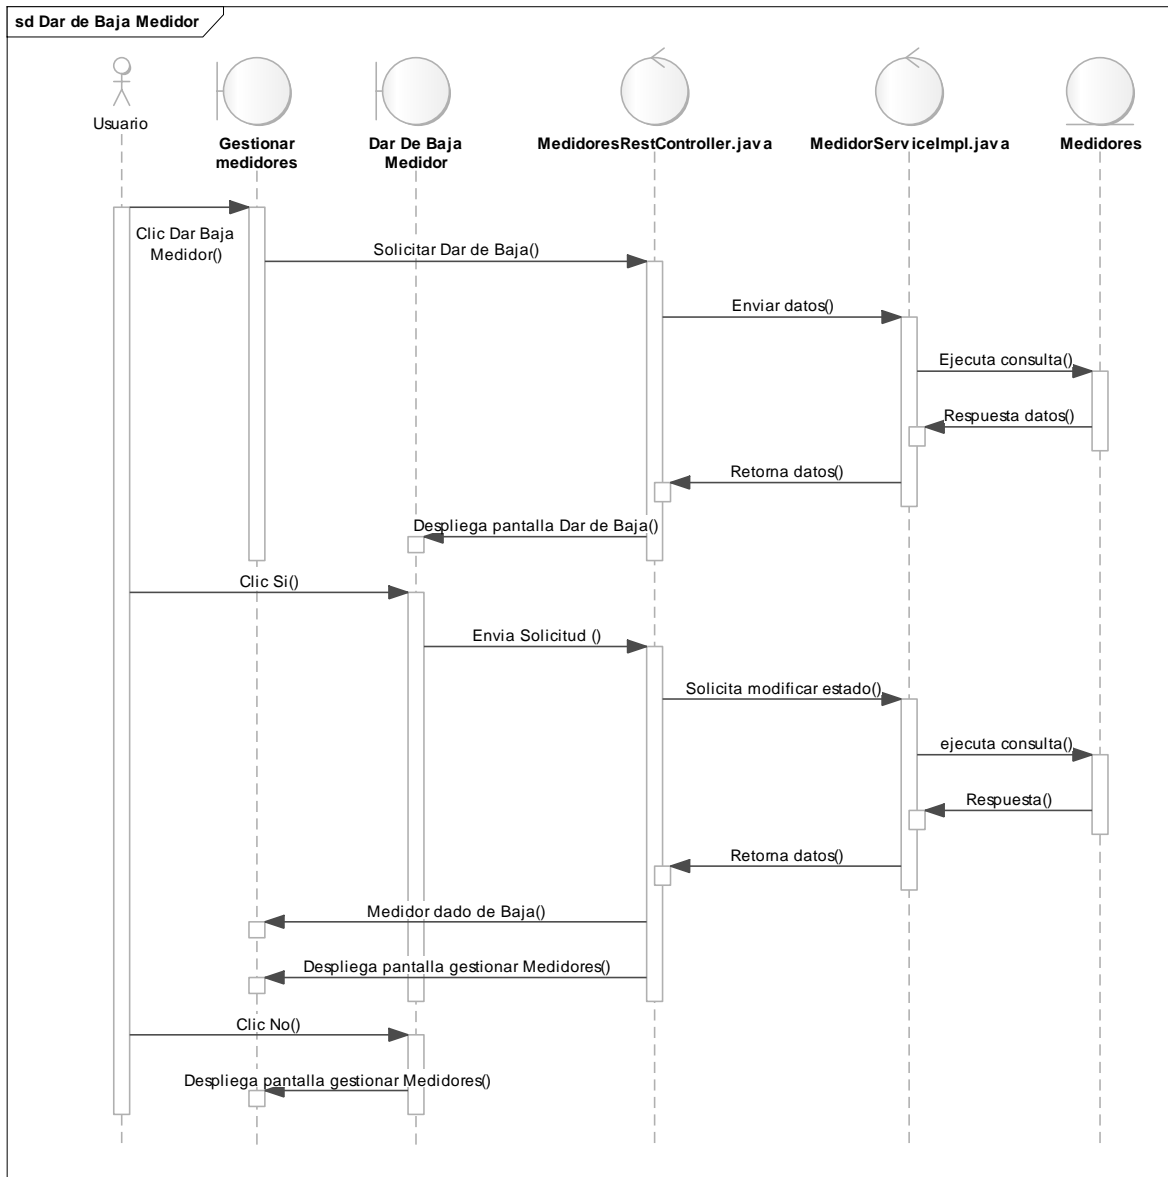 sd Dar de Baja Medidor
Usuario
Gestionar
medidores
Dar De Baja
Medidor
MedidoresRestController.java
MedidorServiceImpl.java
Medidores
Clic Dar Baja
Medidor()
Solicitar Dar de Baja()
Enviar datos()
Ejecuta consulta()
Respuesta datos()
Retorna datos()
Despliega pantalla Dar de Baja()
Clic Si()
Envia Solicitud ()
Solicita modificar estado()
ejecuta consulta()
Respuesta()
Retorna datos()
Medidor dado de Baja()
Despliega pantalla gestionar Medidores()
Clic No()
Despliega pantalla gestionar Medidores()